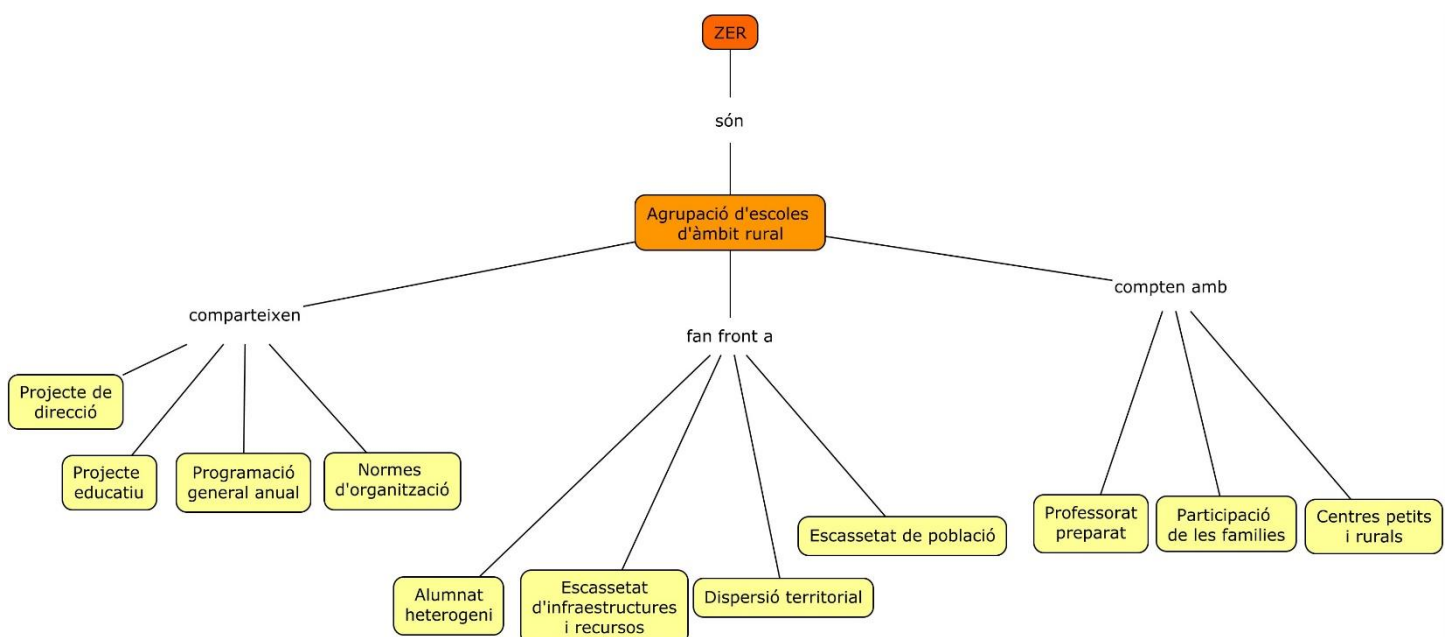 ZER
són
Agrupació d'escoles
d'àmbit rural
comparteixen
fan front a
compten amb
Projecte de
direcció
Projecte
educatiu
Programació
general anual
Normes
d'organització
Alumnat
heterogeni
Escassetat
d'infraestructures
i recursos
Dispersió territorial
Escassetat de població
Professorat
preparat
Participació
de les families
Centres petits
i rurals